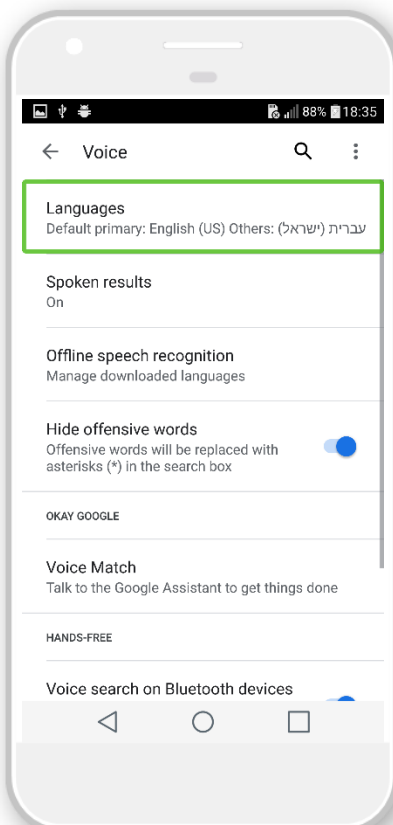 88% 18:35
Voice
Languages
Default primary: English (US) Others: עברית (ישראל)
Spoken results
On
Offline speech recognition
Manage downloaded languages
Hide offensive words
Offensive words will be replaced with
asterisks (*) in the search box
OKAY GOOGLE
Voice Match
Talk to the Google Assistant to get things done
HANDS-FREE
Voice search on Bluetooth devices